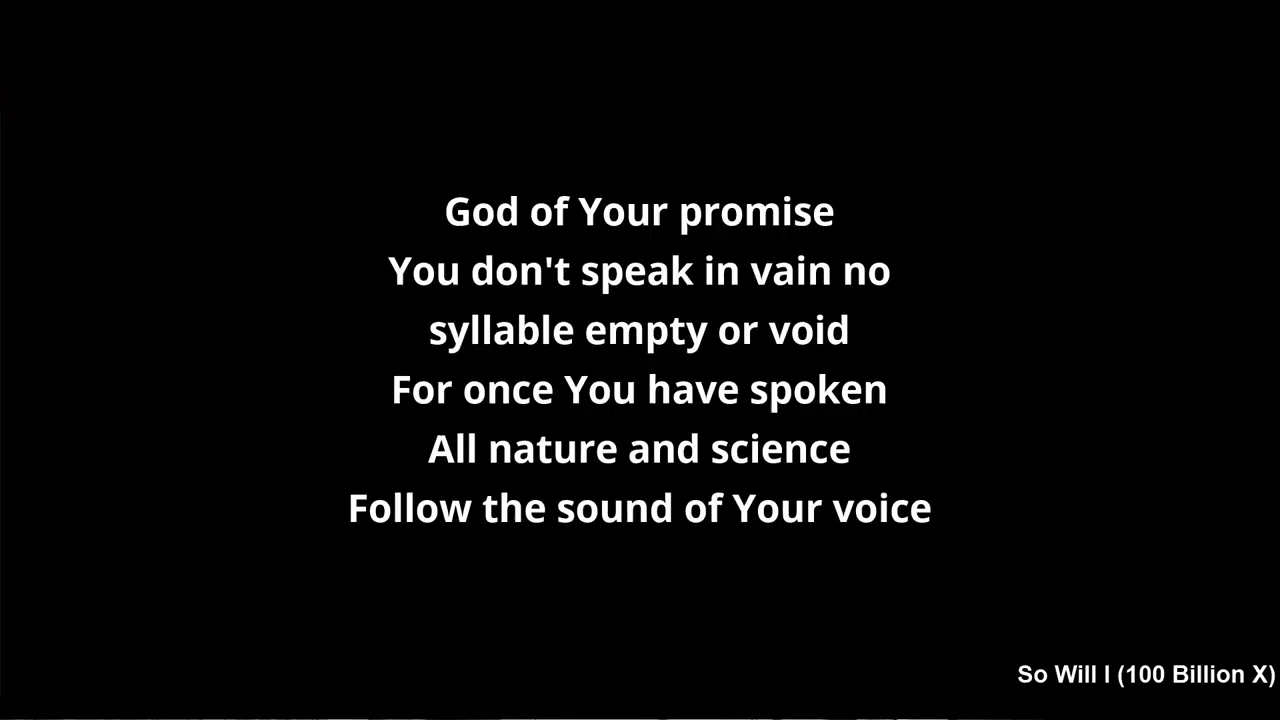 God of Your promise
You don't speak in vain no
syllable empty or void
For once You have spoken
All nature and science
Follow the sound of Your voice
So Will I (100 Billion X)